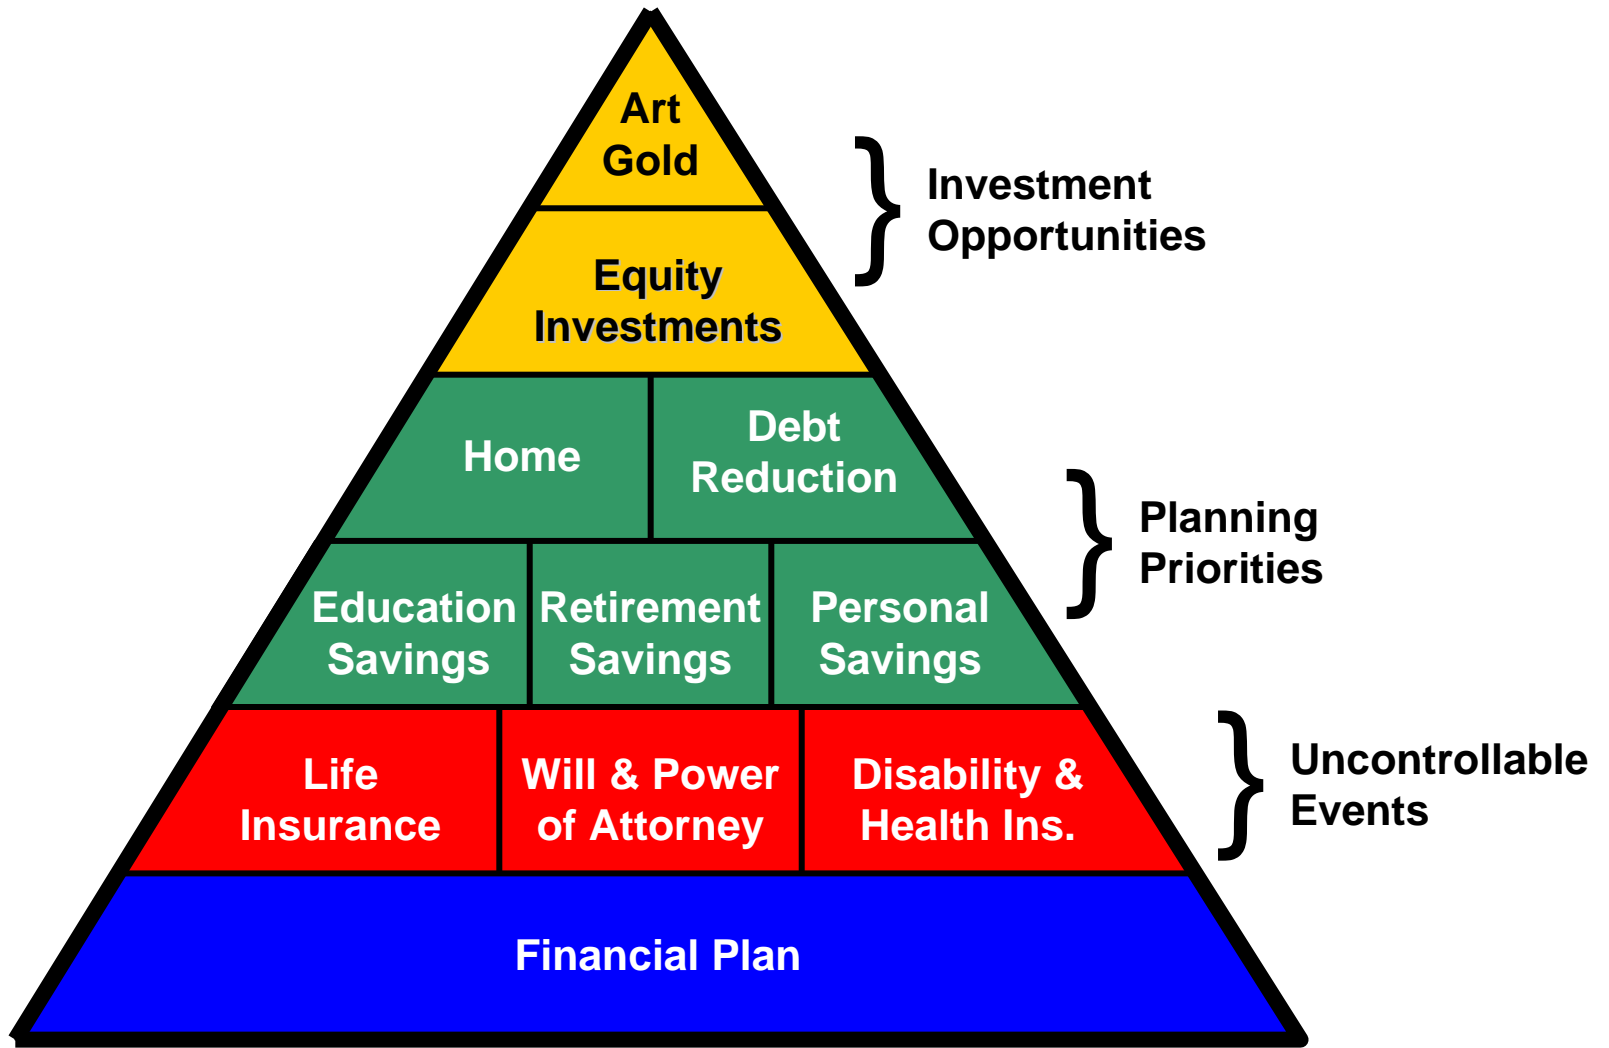 Art
Gold
Investment
Opportunities
Equity
Investments
Home
Debt
Reduction
Planning
Priorities
Education
Savings
Retirement
Savings
Personal
Savings
Life
Insurance
Will & Power
of Attorney
Disability &
Health Ins.
Uncontrollable
Events
Financial Plan